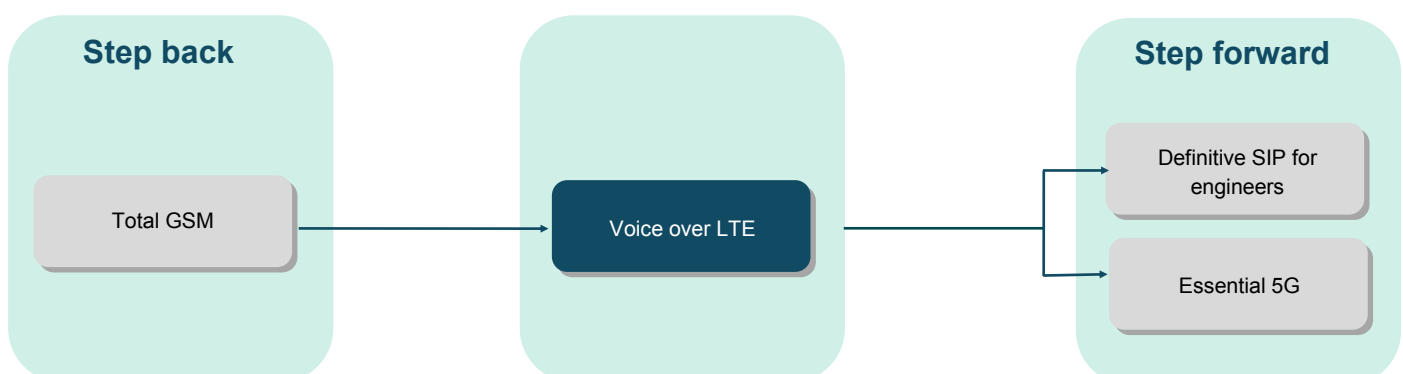 Step back
Total GSM
Voice over LTE
Step forward
Definitive SIP for
engineers
Essential 5G